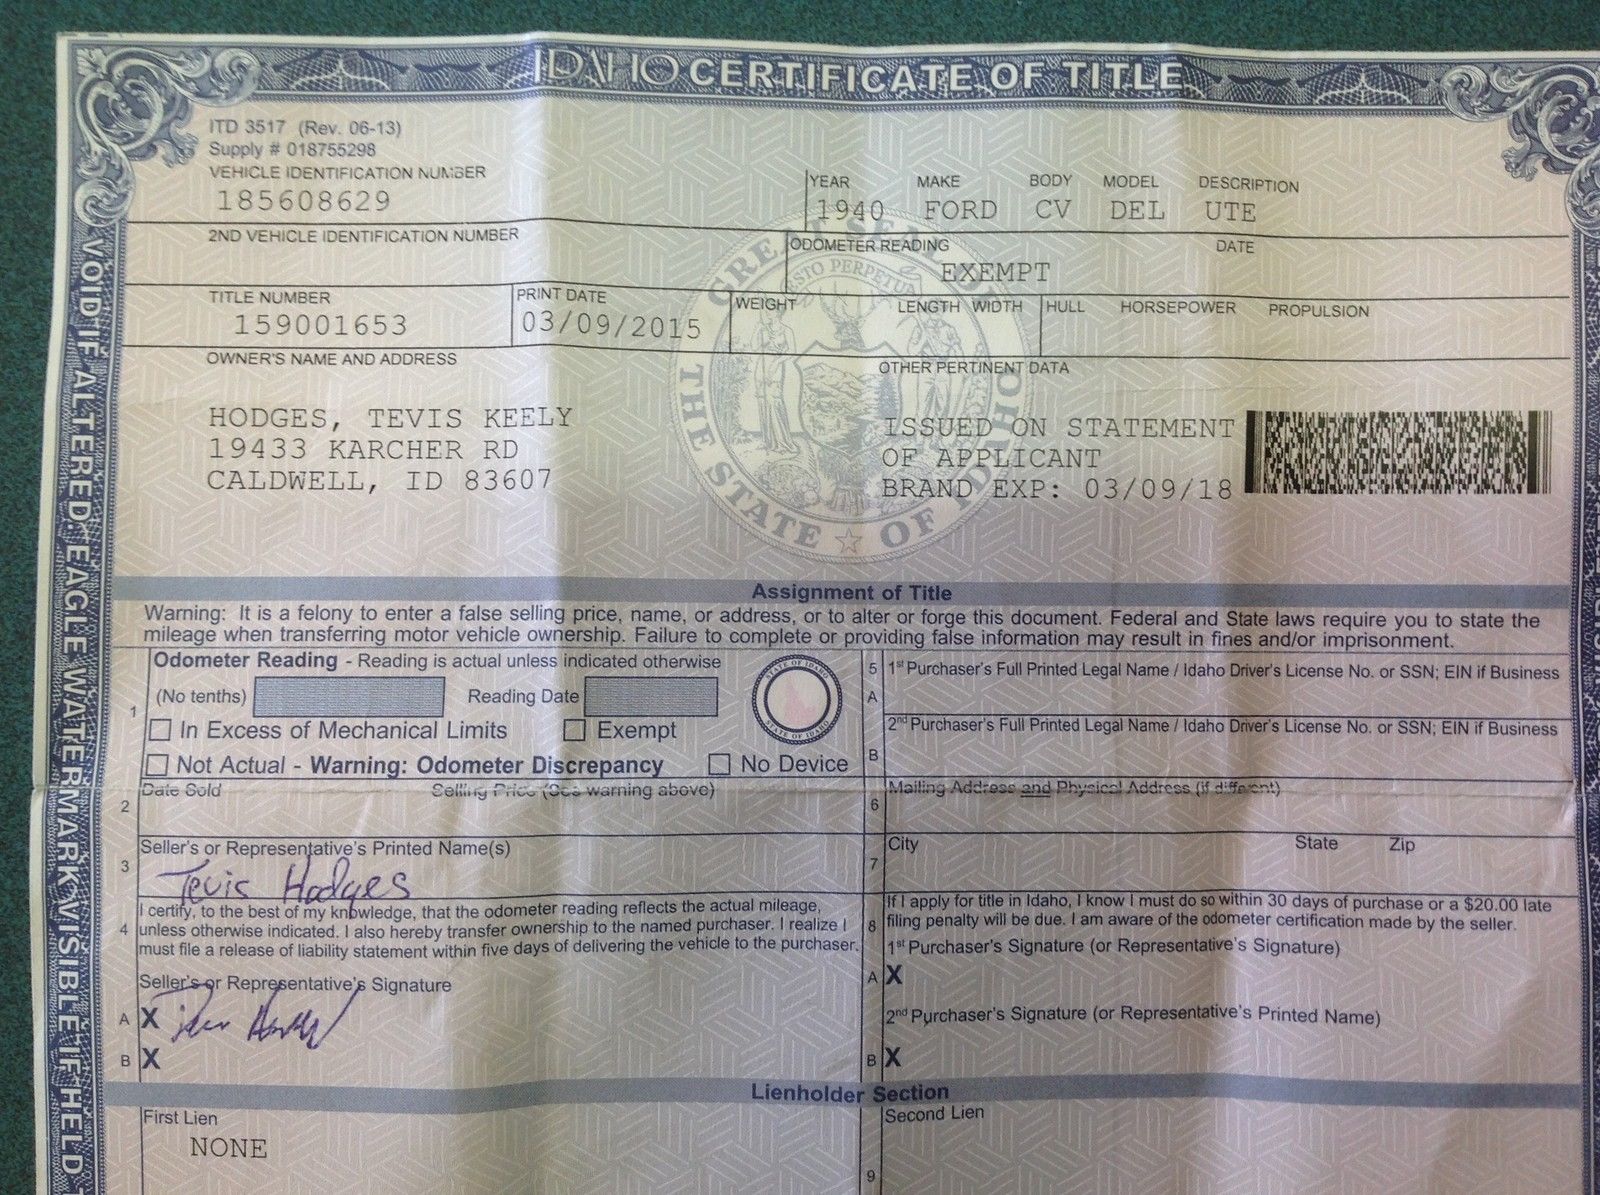 IDAHO CERTIFICATE OF TITLE
ITD 3517 (Rev. 06-13)
Supply # 018755298
VEHICLE IDENTIFICATION NUMBER
185608629
YEAR MAKE BODY MODEL DESCRIPTION
1940 FORD CV DEL UTE
2ND VEHICLE IDENTIFICATION NUMBER
ODOMETER READING DATE
EXEMPT
TITLE NUMBER PRINT DATE WEIGHT LENGTH WIDTH HULL HORSEPOWER PROPULSION
159001653 03/09/2015
OWNER'S NAME AND ADDRESS
OTHER PERTINENT DATA
HODGES, TEVIS KEELY
19433 KARCHER RD
CALDWELL, ID 83607
ISSUED ON STATEMENT
OF APPLICANT
BRAND EXP: 03/09/18
GREAT SEAL OF
THE STATE OF IDAHO
ESTO PERPETUA
VOID IF ALTERED. EAGLE WATERMARK VISIBLE IF HELD
Assignment of Title
Warning: It is a felony to enter a false selling price, name, or address, or to alter or forge this document. Federal and State laws require you to state the
mileage when transferring motor vehicle ownership. Failure to complete or providing false information may result in fines and/or imprisonment.
1
Odometer Reading - Reading is actual unless indicated otherwise
(No tenths) Reading Date
STATE OF IDAHO
STATE OF IDAHO
In Excess of Mechanical Limits Exempt
Not Actual - Warning: Odometer Discrepancy No Device
2 Date Sold Selling Price (See warning above)
3 Seller's or Representative's Printed Name(s)
Tevis Hodges
4 I certify, to the best of my knowledge, that the odometer reading reflects the actual mileage,
unless otherwise indicated. I also hereby transfer ownership to the named purchaser. I realize I
must file a release of liability statement within five days of delivering the vehicle to the purchaser.
Seller's or Representative's Signature
A X
B X
5 1st Purchaser's Full Printed Legal Name / Idaho Driver's License No. or SSN; EIN if Business
A
2nd Purchaser's Full Printed Legal Name / Idaho Driver's License No. or SSN; EIN if Business
B
6 Mailing Address and Physical Address (if different)
7 City State Zip
8 If I apply for title in Idaho, I know I must do so within 30 days of purchase or a $20.00 late
filing penalty will be due. I am aware of the odometer certification made by the seller.
1st Purchaser's Signature (or Representative's Signature)
A X
2nd Purchaser's Signature (or Representative's Printed Name)
B X
Lienholder Section
First Lien
NONE
Second Lien
9